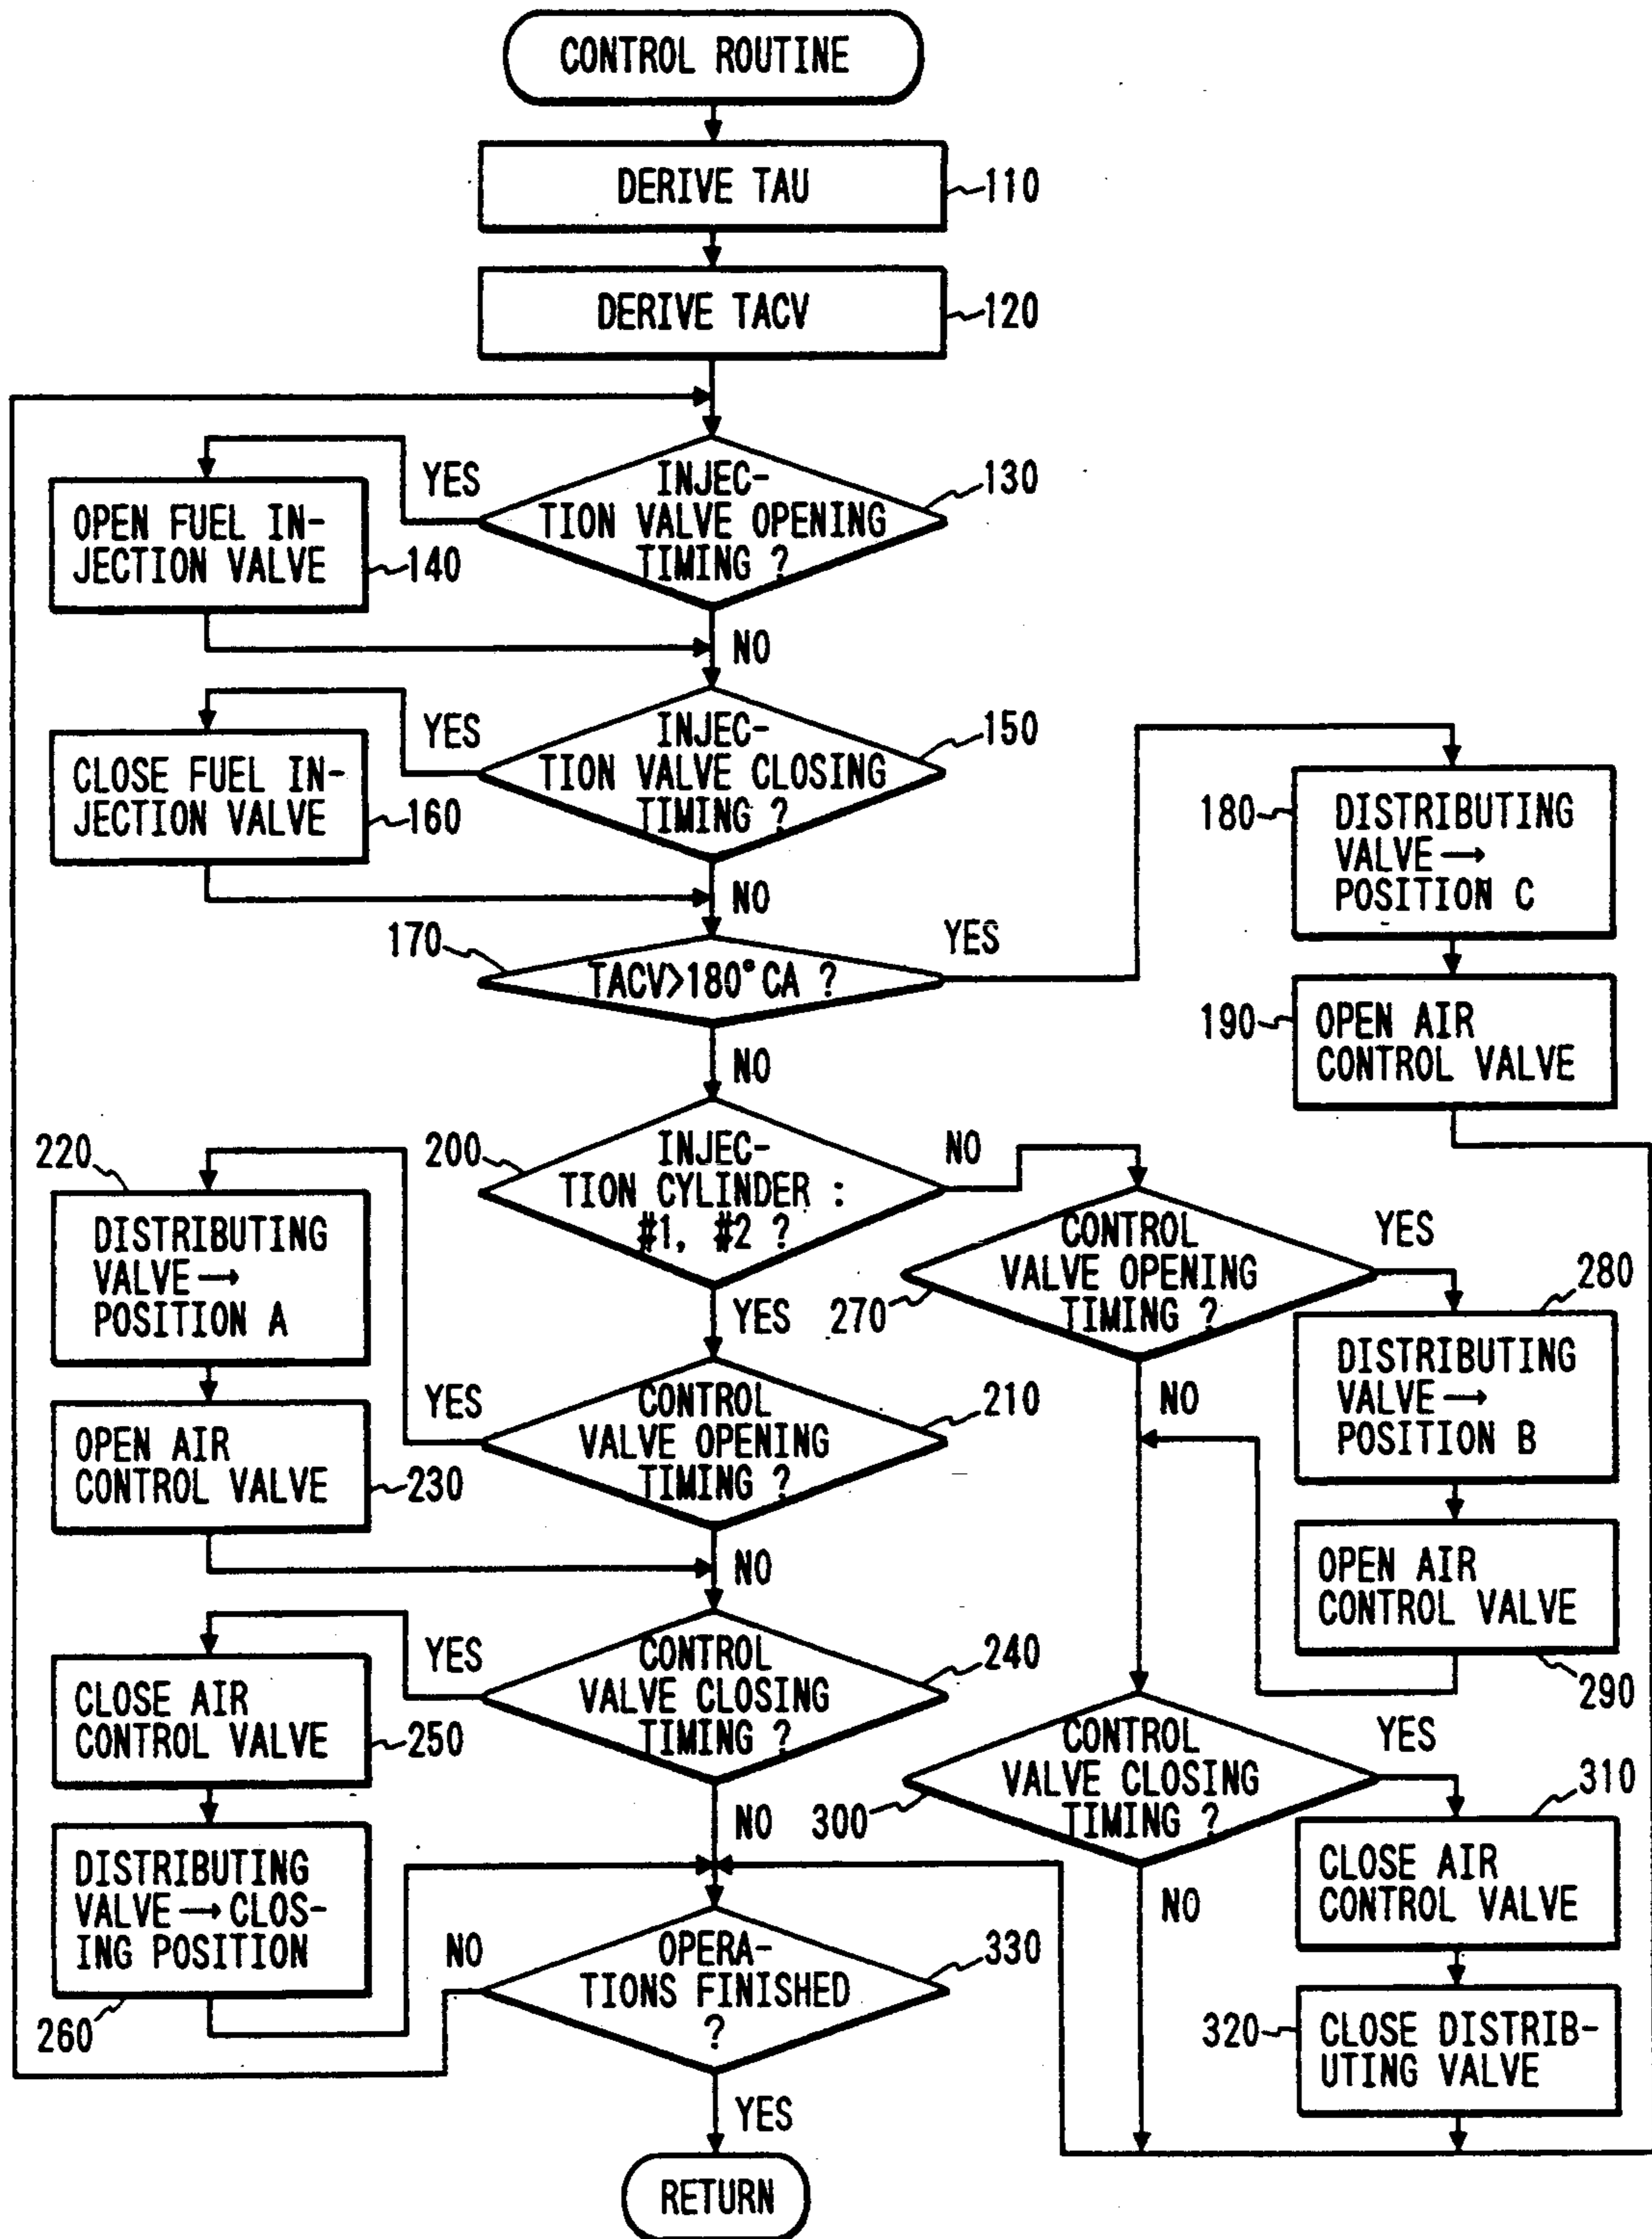 CONTROL ROUTINE
DERIVE TAU
110
DERIVE TACV
120
INJEC-
TION VALVE OPENING
TIMING ?
130
YES
OPEN FUEL IN-
JECTION VALVE
140
NO
INJEC-
TION VALVE CLOSING
TIMING ?
150
YES
CLOSE FUEL IN-
JECTION VALVE
160
NO
170
TACV>180°CA ?
YES
180
DISTRIBUTING
VALVE→
POSITION C
190
OPEN AIR
CONTROL VALVE
NO
200
INJEC-
TION CYLINDER :
#1, #2 ?
NO
YES
220
DISTRIBUTING
VALVE→
POSITION A
OPEN AIR
CONTROL VALVE
230
YES
CONTROL
VALVE OPENING
TIMING ?
210
NO
270
CONTROL
VALVE OPENING
TIMING ?
YES
280
DISTRIBUTING
VALVE→
POSITION B
NO
OPEN AIR
CONTROL VALVE
290
YES
CONTROL
VALVE CLOSING
TIMING ?
240
CLOSE AIR
CONTROL VALVE
250
NO
DISTRIBUTING
VALVE→CLOS-
ING POSITION
260
300
CONTROL
VALVE CLOSING
TIMING ?
YES
310
CLOSE AIR
CONTROL VALVE
NO
320
CLOSE DISTRIB-
UTING VALVE
NO
OPERA-
TIONS FINISHED
?
330
YES
RETURN